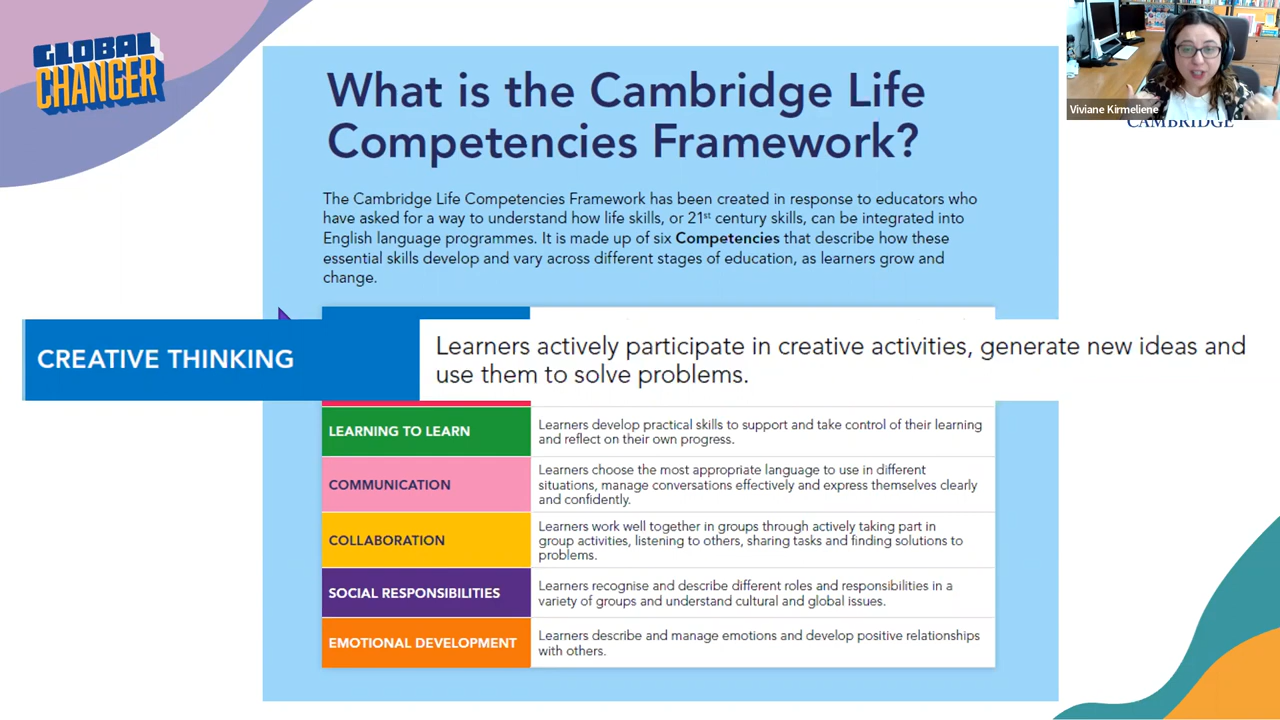 GLOBAL
CHANGER
What is the Cambridge Life
Competencies Framework?
Viviane Kirmeliene
CAMBRIDGE
The Cambridge Life Competencies Framework has been created in response to educators who
have asked for a way to understand how life skills, or 21st century skills, can be integrated into
English language programmes. It is made up of six Competencies that describe how these
essential skills develop and vary across different stages of education, as learners grow and
change.
CREATIVE THINKING
Learners actively participate in creative activities, generate new ideas and
use them to solve problems.
LEARNING TO LEARN
Learners develop practical skills to support and take control of their learning
and reflect on their own progress.
COMMUNICATION
Learners choose the most appropriate language to use in different
situations, manage conversations effectively and express themselves clearly
and confidently.
COLLABORATION
Learners work well together in groups through actively taking part in
group activities, listening to others, sharing tasks and finding solutions to
problems.
SOCIAL RESPONSIBILITIES
Learners recognise and describe different roles and responsibilities in a
variety of groups and understand cultural and global issues.
EMOTIONAL DEVELOPMENT
Learners describe and manage emotions and develop positive relationships
with others.